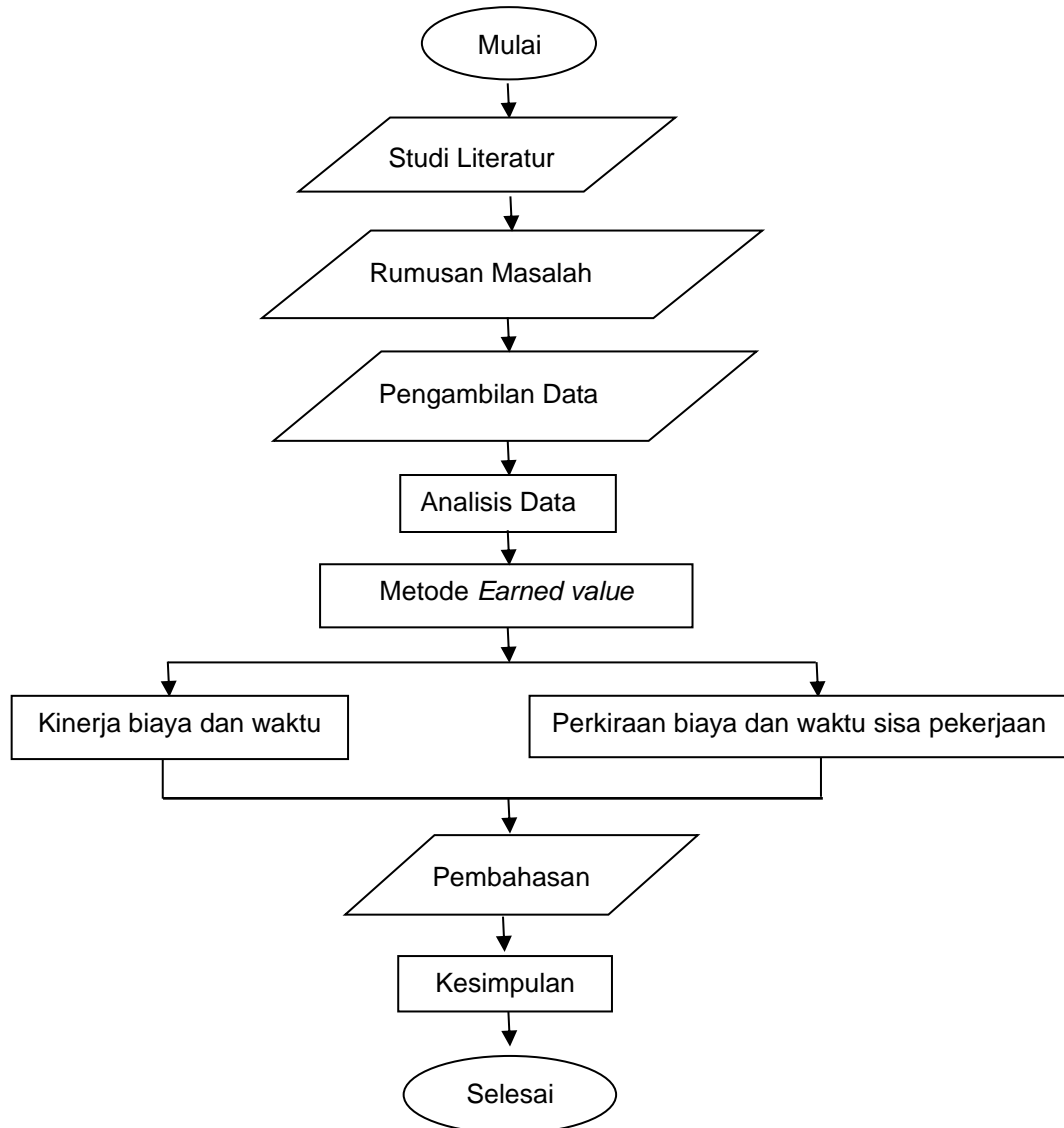 Mulai
Studi Literatur
Rumusan Masalah
Pengambilan Data
Analisis Data
Metode Earned value
Kinerja biaya dan waktu
Perkiraan biaya dan waktu sisa pekerjaan
Pembahasan
Kesimpulan
Selesai